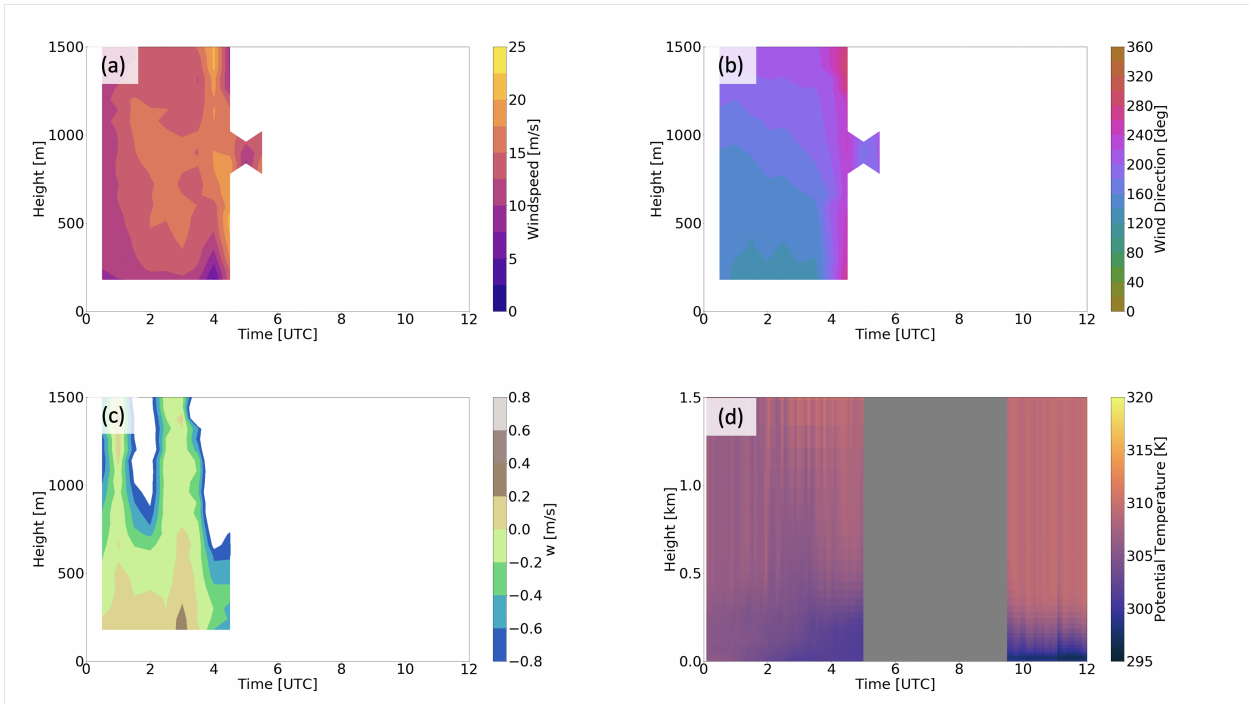 (a)
1500
1000
500
0
Height [m]
0 2 4 6 8 10 12
Time [UTC]
25
20
15
10
5
0
Windspeed [m/s]
(b)
1500
1000
500
0
Height [m]
0 2 4 6 8 10 12
Time [UTC]
360
320
280
240
200
160
120
80
40
0
Wind Direction [deg]
(c)
1500
1000
500
0
Height [m]
0 2 4 6 8 10 12
Time [UTC]
0.8
0.6
0.4
0.2
0.0
−0.2
−0.4
−0.6
−0.8
w [m/s]
(d)
1.5
1.0
0.5
0.0
Height [km]
0 2 4 6 8 10 12
Time [UTC]
320
315
310
305
300
295
Potential Temperature [K]